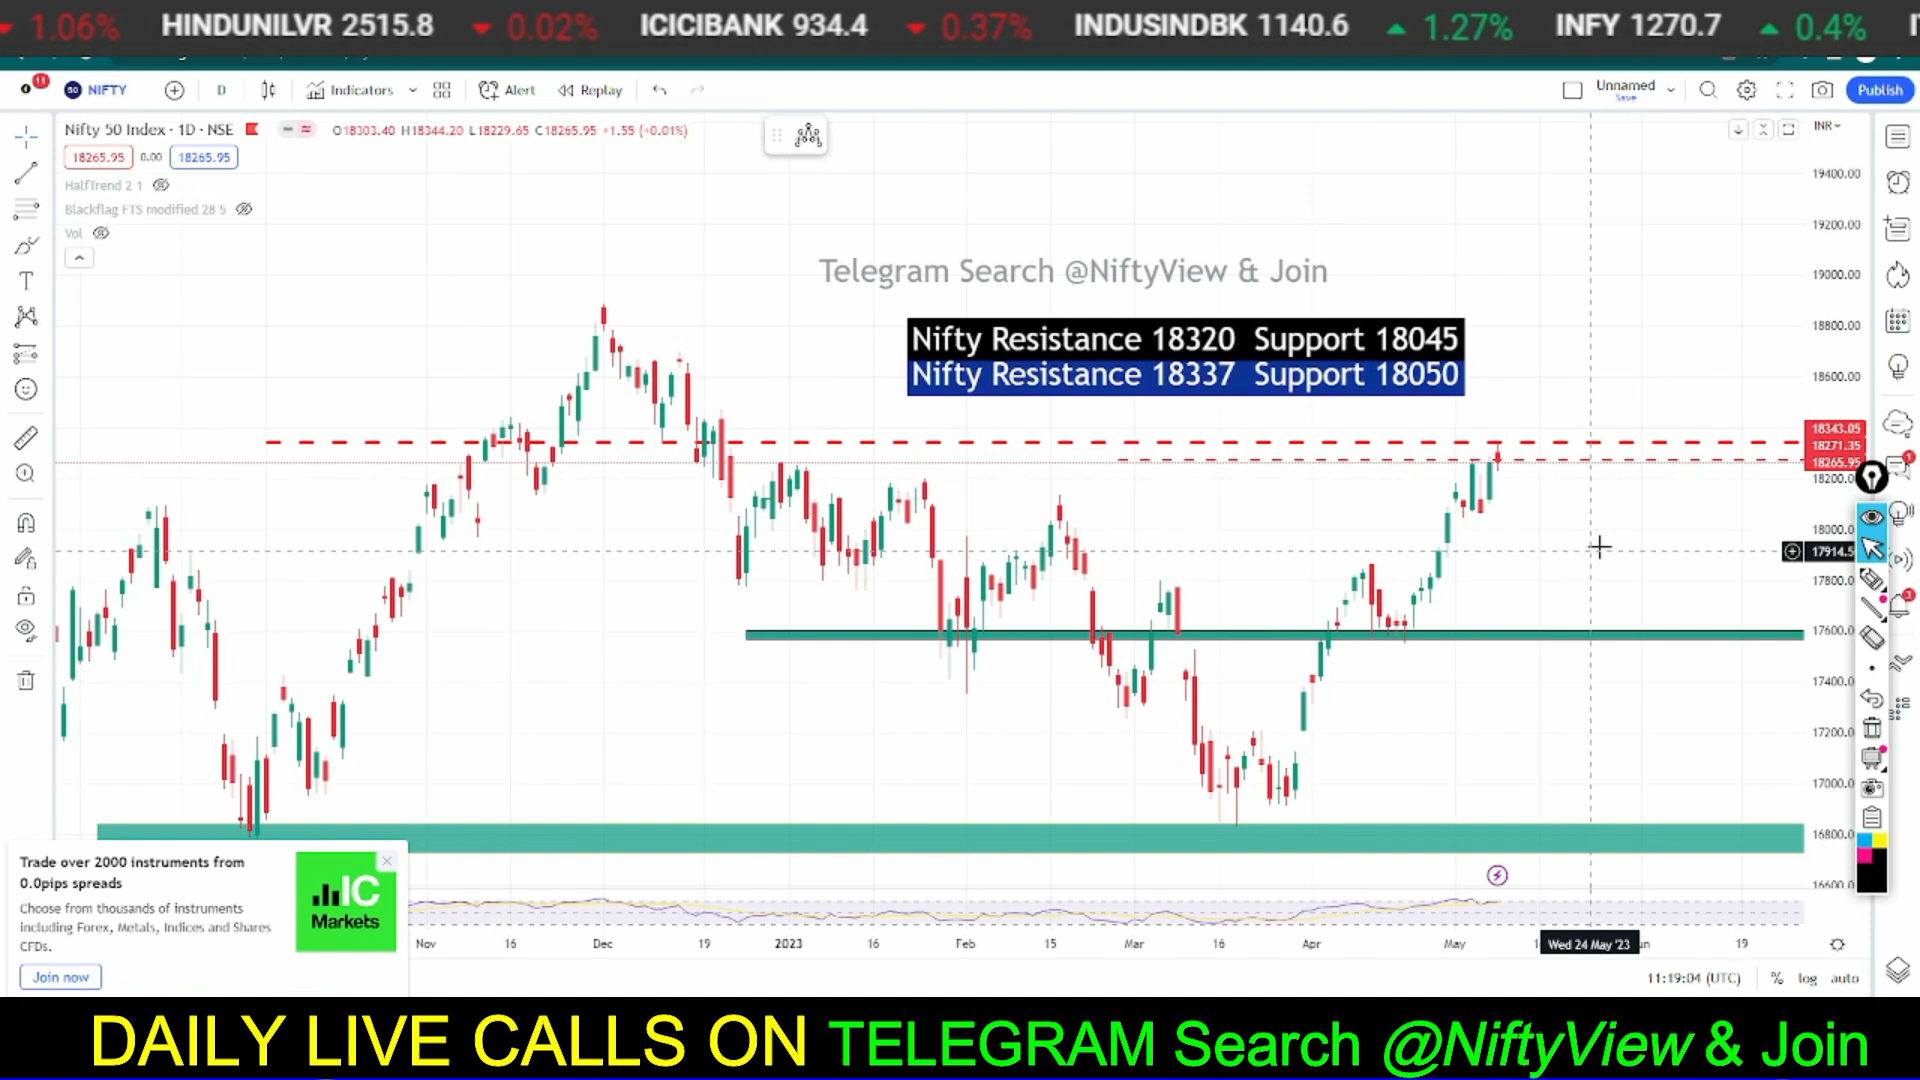 1.06% HINDUNILVR 2515.8 0.02% ICICIBANK 934.4 0.37% INDUSINDBK 1140.6 1.27% INFY 1270.7 0.4%
11 NIFTY D Indicators Alert Replay Unnamed Save Publish
Nifty 50 Index · 1D · NSE O18303.40 H18344.20 L18229.65 C18265.95 +1.55 (+0.01%) INR
18265.95 0.00 18265.95
HalfTrend 2 1
Blackflag FTS modified 28 5
Vol
Telegram Search @NiftyView & Join
Nifty Resistance 18320 Support 18045
Nifty Resistance 18337 Support 18050
19400.00
19200.00
19000.00
18800.00
18600.00
18343.05
18271.35
18265.95
18200.0
18000.0
17914.5
17800.0
17600.0
17400.0
17200.0
17000.0
16800.0
16600.0
1
3
Trade over 2000 instruments from
0.0pips spreads
Choose from thousands of instruments
including Forex, Metals, Indices and Shares
CFDs.
Join now
IC
Markets
Nov 16 Dec 19 2023 16 Feb 15 Mar 16 Apr May Wed 24 May '23 19
11:19:04 (UTC) % log auto
DAILY LIVE CALLS ON TELEGRAM Search @NiftyView & Join